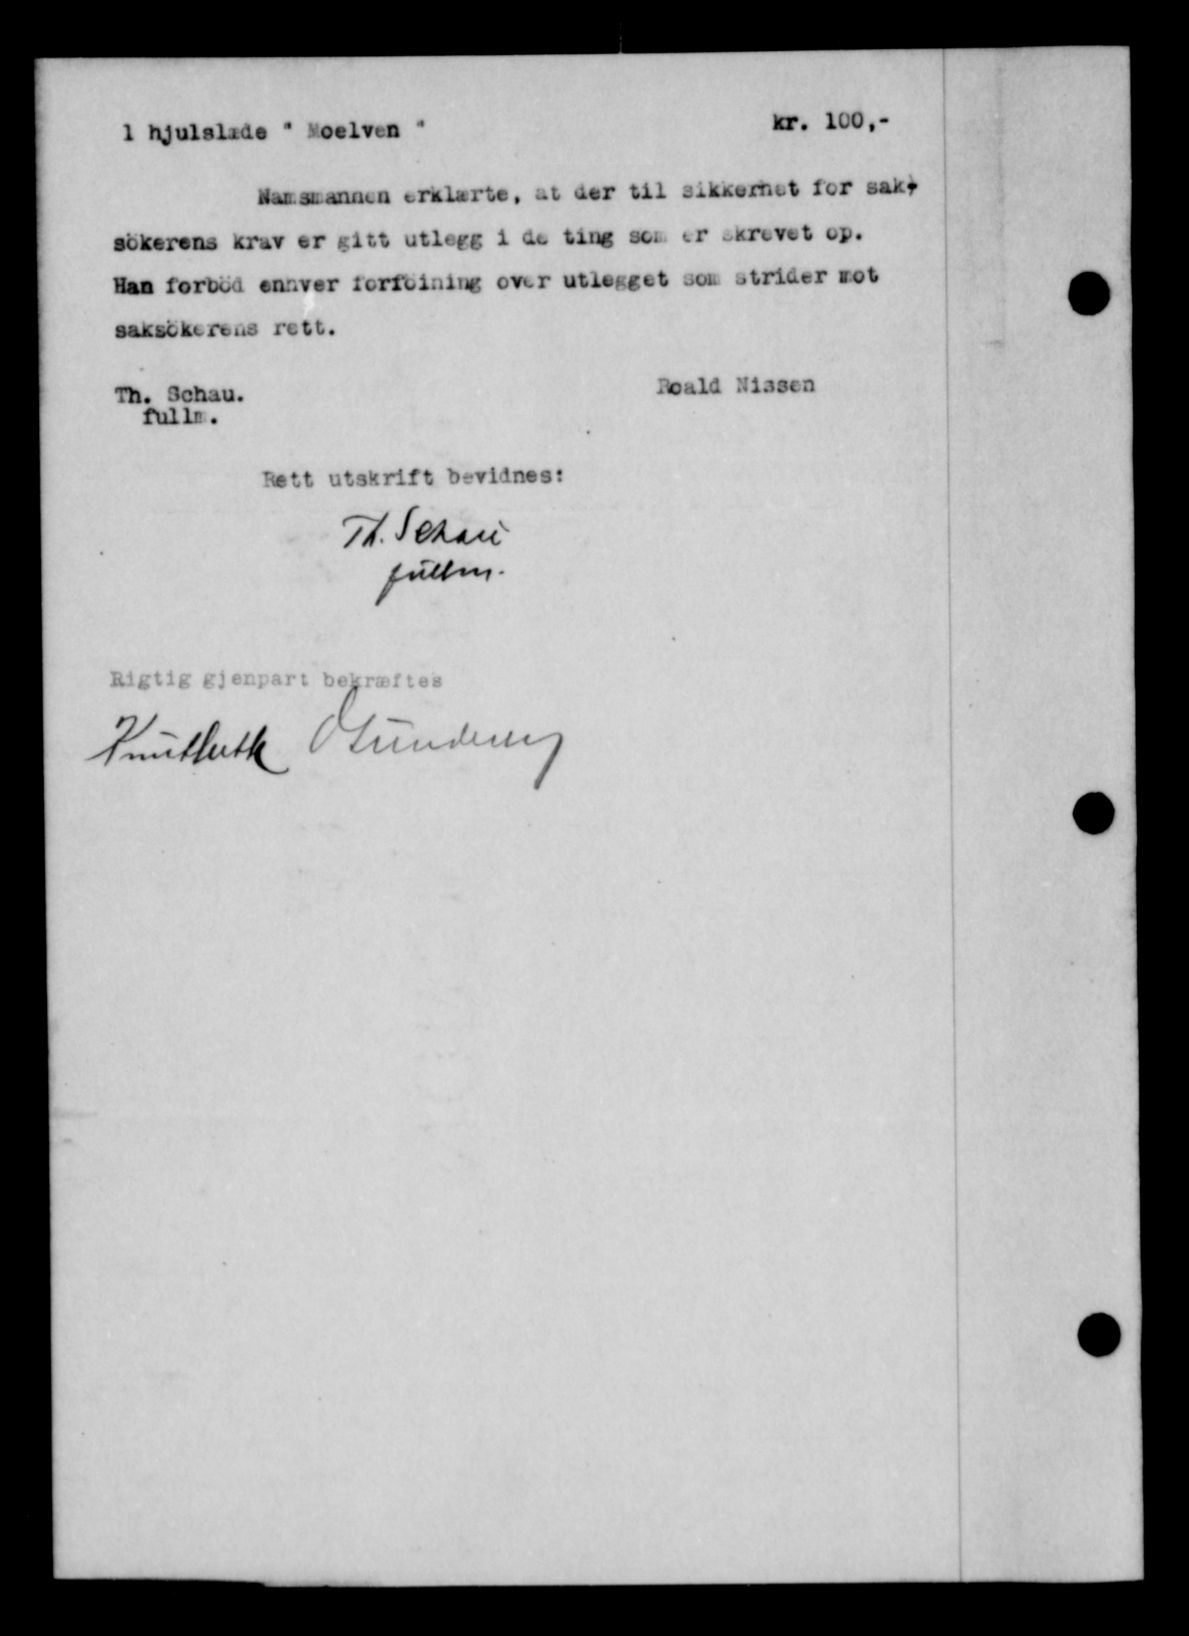 1 hjulslæde " Moelven " kr. 100,-
Namsmannen erklærte, at der til sikkerhet for sak-
sökerens krav er gitt utlegg i de ting som er skrevet op.
Han forböd enhver forföining over utlegget som strider mot
saksökerens rett.
Th. Schau. Roald Nissen
fullm.
Rett utskrift bevidnes:
Th. Schau
fullm.
Rigtig gjenpart bekræftes